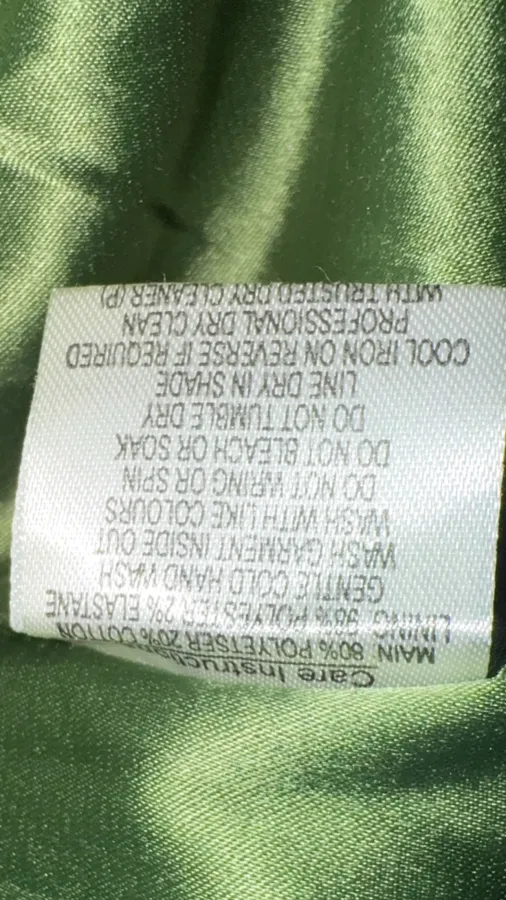 Care Instructions
MAIN 80% POLYETSER 20% COTTON
LINING 98% POLYESTER 2% ELASTANE
GENTLE COLD HAND WASH
WASH GARMENT INSIDE OUT
WASH WITH LIKE COLOURS
DO NOT WRING OR SPIN
DO NOT BLEACH OR SOAK
DO NOT TUMBLE DRY
LINE DRY IN SHADE
COOL IRON ON REVERSE IF REQUIRED
PROFESSIONAL DRY CLEAN
WITH TRUSTED DRY CLEANER (P)